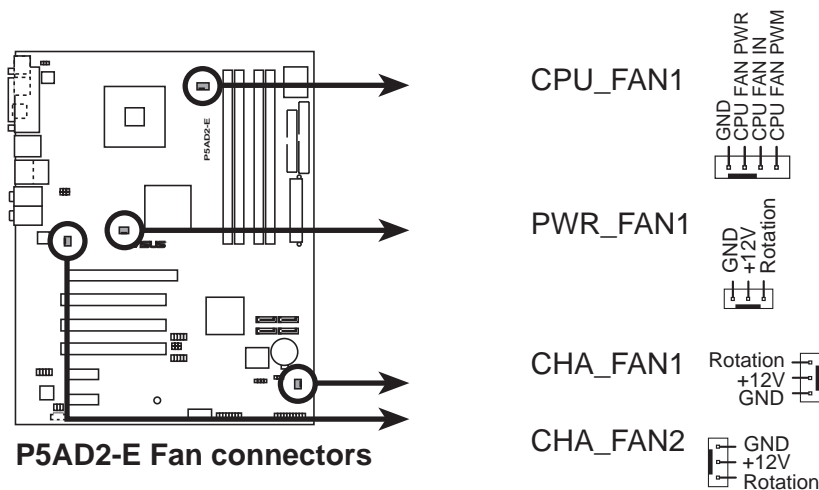 CPU_FAN1
GND
CPU FAN PWR
CPU FAN IN
CPU FAN PWM
P5AD2-E
PWR_FAN1
GND
+12V
Rotation
CHA_FAN1
Rotation
+12V
GND
CHA_FAN2
GND
+12V
Rotation
P5AD2-E Fan connectors